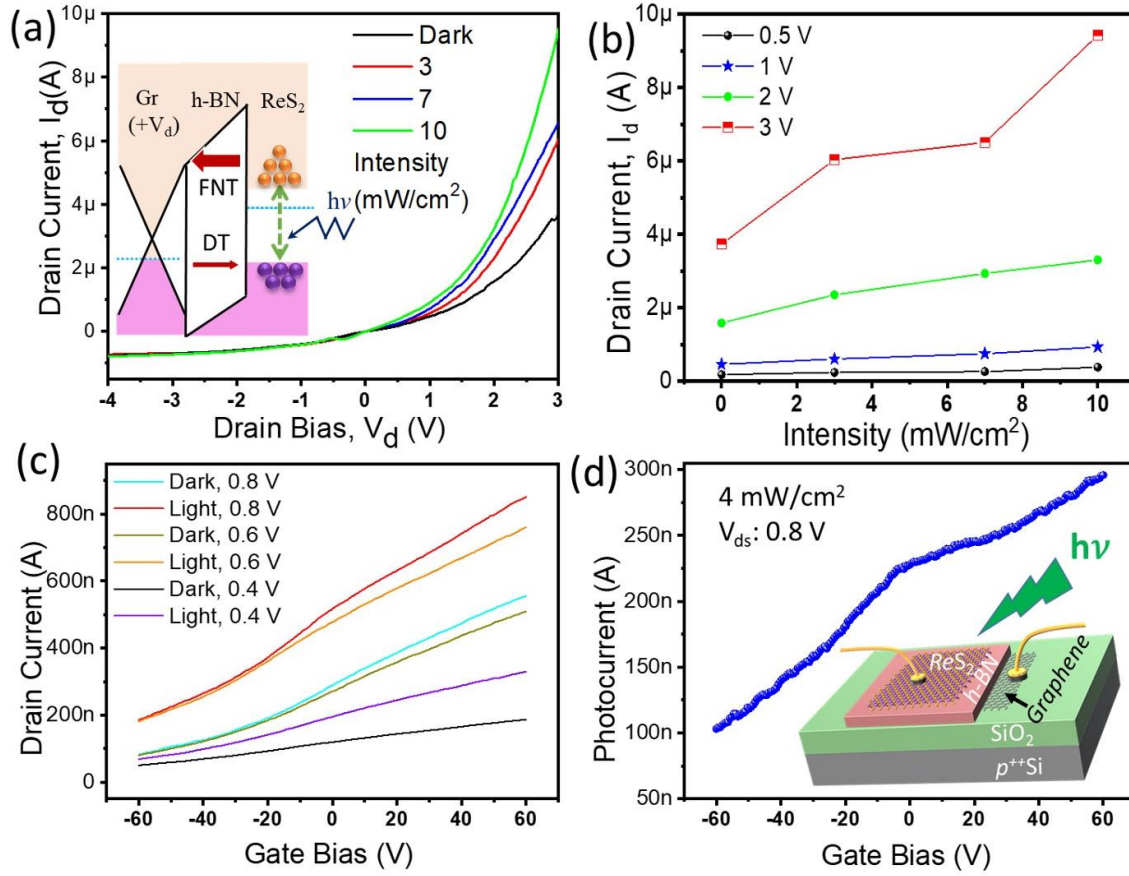 (a)
Drain Current, I_d(A)
10µ
8µ
6µ
4µ
2µ
0
Dark
3
7
10
Intensity
(mW/cm²)
Gr
(+V_d)
h-BN
ReS₂
FNT
DT
hν
-4 -3 -2 -1 0 1 2 3
Drain Bias, V_d (V)
(b)
Drain Current, I_d (A)
10µ
8µ
6µ
4µ
2µ
0
0.5 V
1 V
2 V
3 V
0 2 4 6 8 10
Intensity (mW/cm²)
(c)
Drain Current (A)
800n
600n
400n
200n
0
Dark, 0.8 V
Light, 0.8 V
Dark, 0.6 V
Light, 0.6 V
Dark, 0.4 V
Light, 0.4 V
-60 -40 -20 0 20 40 60
Gate Bias (V)
(d)
Photocurrent (A)
300n
250n
200n
150n
100n
50n
4 mW/cm²
V_ds: 0.8 V
hν
ReS₂
h-BN
Graphene
SiO₂
p⁺⁺Si
-60 -40 -20 0 20 40 60
Gate Bias (V)